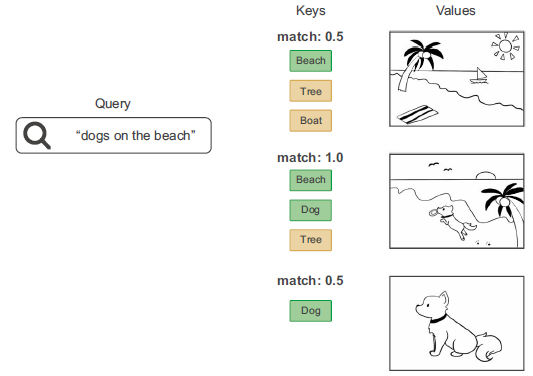 Keys
Values
match: 0.5
Beach
Tree
Boat
Query
“dogs on the beach”
match: 1.0
Beach
Dog
Tree
match: 0.5
Dog